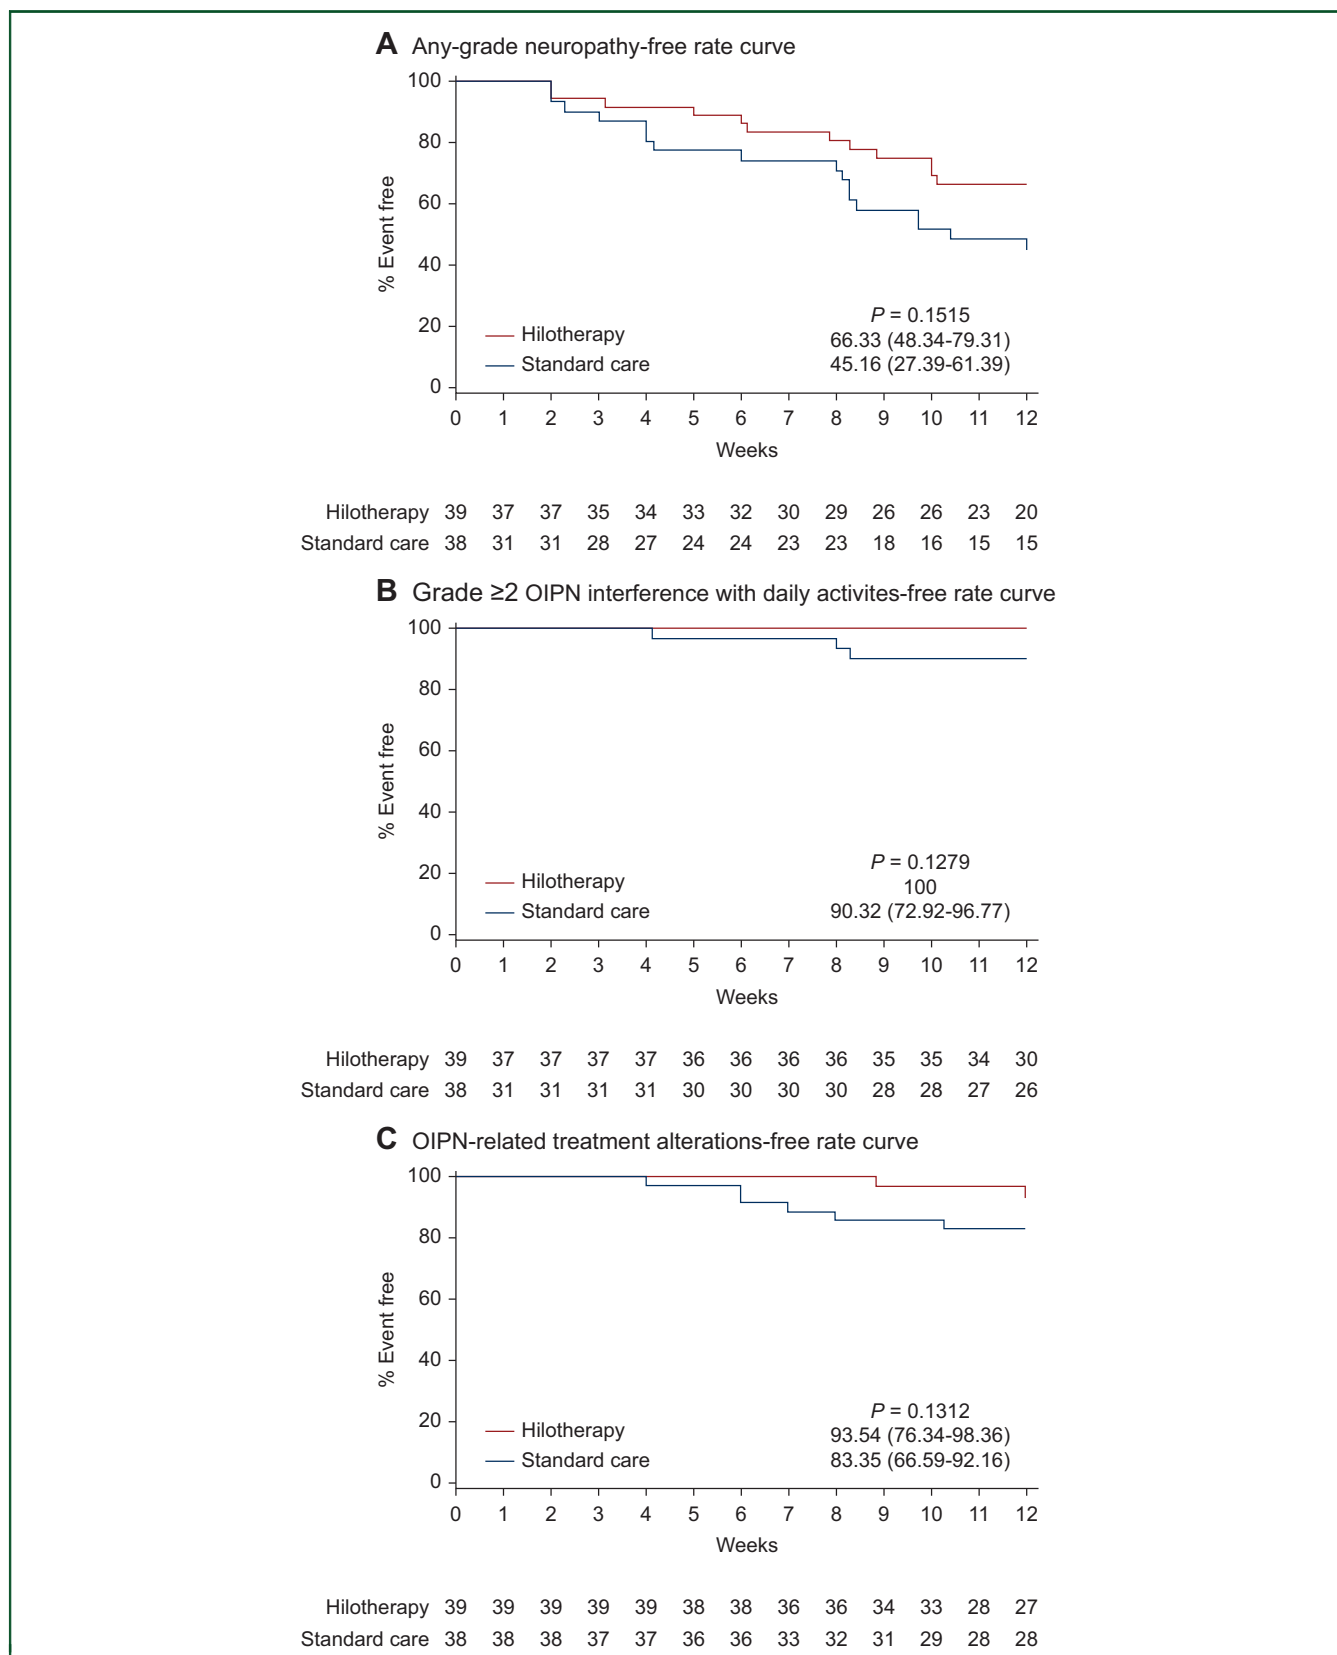 A Any-grade neuropathy-free rate curve
100
80
60
40
20
0
% Event free
P = 0.1515
Hilotherapy 66.33 (48.34-79.31)
Standard care 45.16 (27.39-61.39)
0 1 2 3 4 5 6 7 8 9 10 11 12
Weeks
Hilotherapy 39 37 37 35 34 33 32 30 29 26 26 23 20
Standard care 38 31 31 28 27 24 24 23 23 18 16 15 15
B Grade ≥2 OIPN interference with daily activites-free rate curve
100
80
60
40
20
0
% Event free
P = 0.1279
Hilotherapy 100
Standard care 90.32 (72.92-96.77)
0 1 2 3 4 5 6 7 8 9 10 11 12
Weeks
Hilotherapy 39 37 37 37 37 36 36 36 36 35 35 34 30
Standard care 38 31 31 31 31 30 30 30 30 28 28 27 26
C OIPN-related treatment alterations-free rate curve
100
80
60
40
20
0
% Event free
P = 0.1312
Hilotherapy 93.54 (76.34-98.36)
Standard care 83.35 (66.59-92.16)
0 1 2 3 4 5 6 7 8 9 10 11 12
Weeks
Hilotherapy 39 39 39 39 39 38 38 36 36 34 33 28 27
Standard care 38 38 38 37 37 36 36 33 32 31 29 28 28